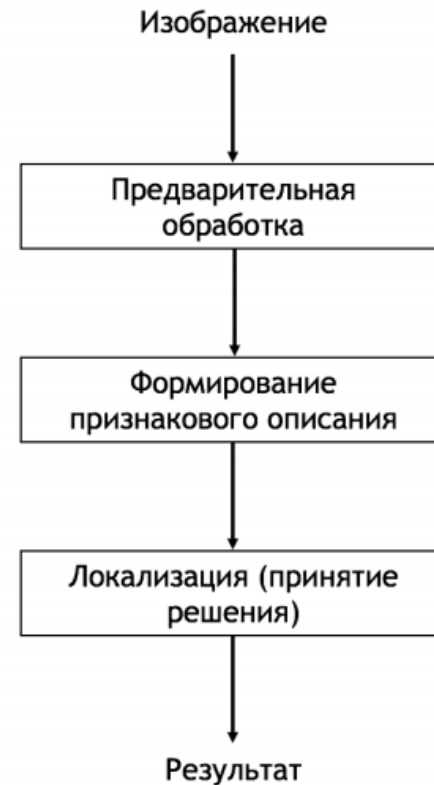 Изображение
Предварительная
обработка
Формирование
признакового описания
Локализация (принятие
решения)
Результат